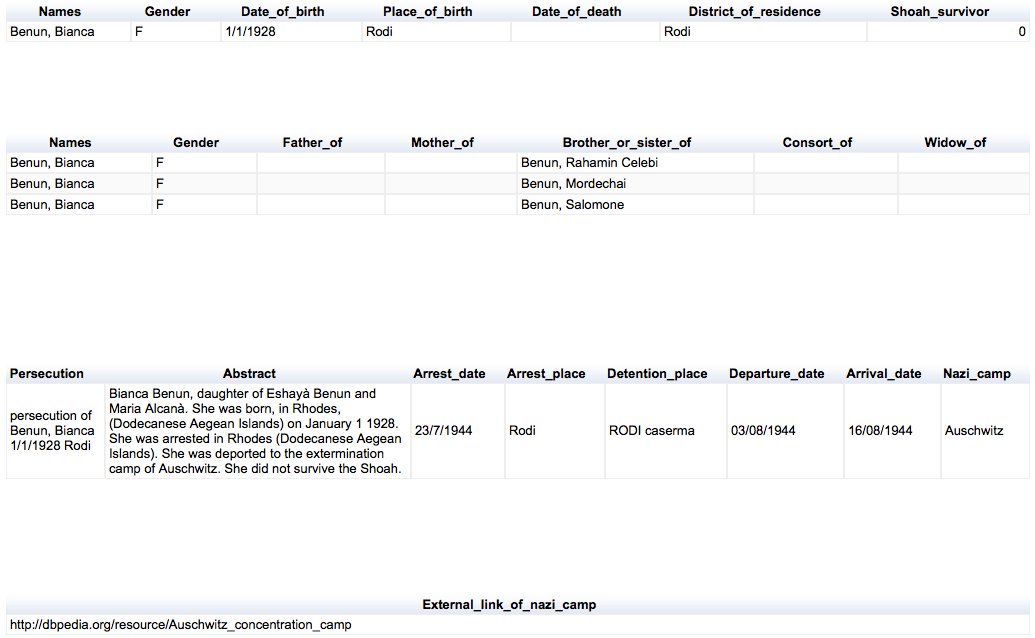 Names Gender Date_of_birth Place_of_birth Date_of_death District_of_residence Shoah_survivor
Benun, Bianca F 1/1/1928 Rodi Rodi 0
Names Gender Father_of Mother_of Brother_or_sister_of Consort_of Widow_of
Benun, Bianca F Benun, Rahamin Celebi
Benun, Bianca F Benun, Mordechai
Benun, Bianca F Benun, Salomone
Persecution Abstract Arrest_date Arrest_place Detention_place Departure_date Arrival_date Nazi_camp
persecution of
Benun, Bianca
1/1/1928 Rodi
Bianca Benun, daughter of Eshayà Benun and
Maria Alcanà. She was born, in Rhodes,
(Dodecanese Aegean Islands) on January 1 1928.
She was arrested in Rhodes (Dodecanese Aegean
Islands). She was deported to the extermination
camp of Auschwitz. She did not survive the Shoah.
23/7/1944 Rodi RODI caserma 03/08/1944 16/08/1944 Auschwitz
External_link_of_nazi_camp
http://dbpedia.org/resource/Auschwitz_concentration_camp